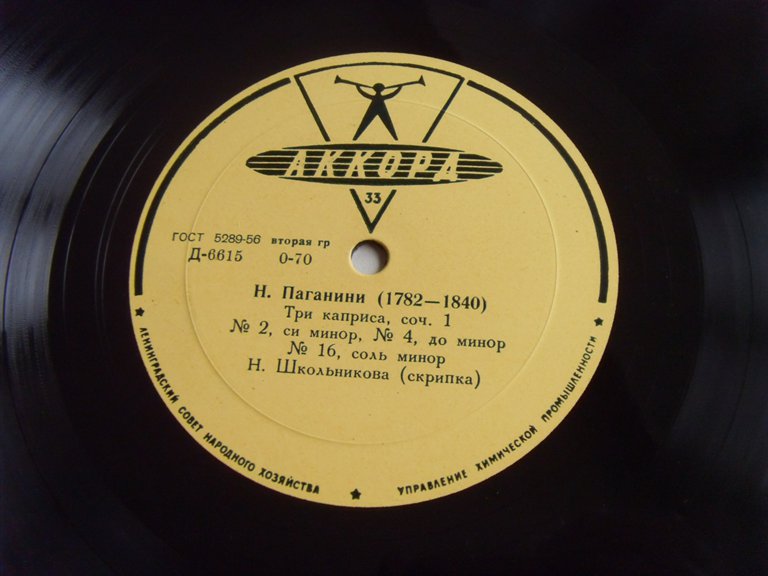 АККОРД
33
ГОСТ 5289-56 вторая гр
Д-6615 0-70
Н. Паганини (1782—1840)
Три каприса, соч. 1
№ 2, си минор, № 4, до минор
№ 16, соль минор
Н. Школьникова (скрипка)
★ ЛЕНИНГРАДСКИЙ СОВЕТ НАРОДНОГО ХОЗЯЙСТВА ★ УПРАВЛЕНИЕ ХИМИЧЕСКОЙ ПРОМЫШЛЕННОСТИ ★